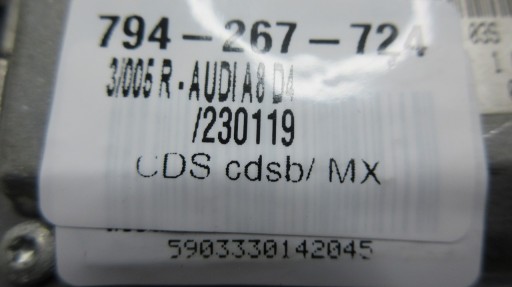 794-267-724
3/005 R - AUDI A8 D4
/230119
CDS cdsb/ MX
5903330142045